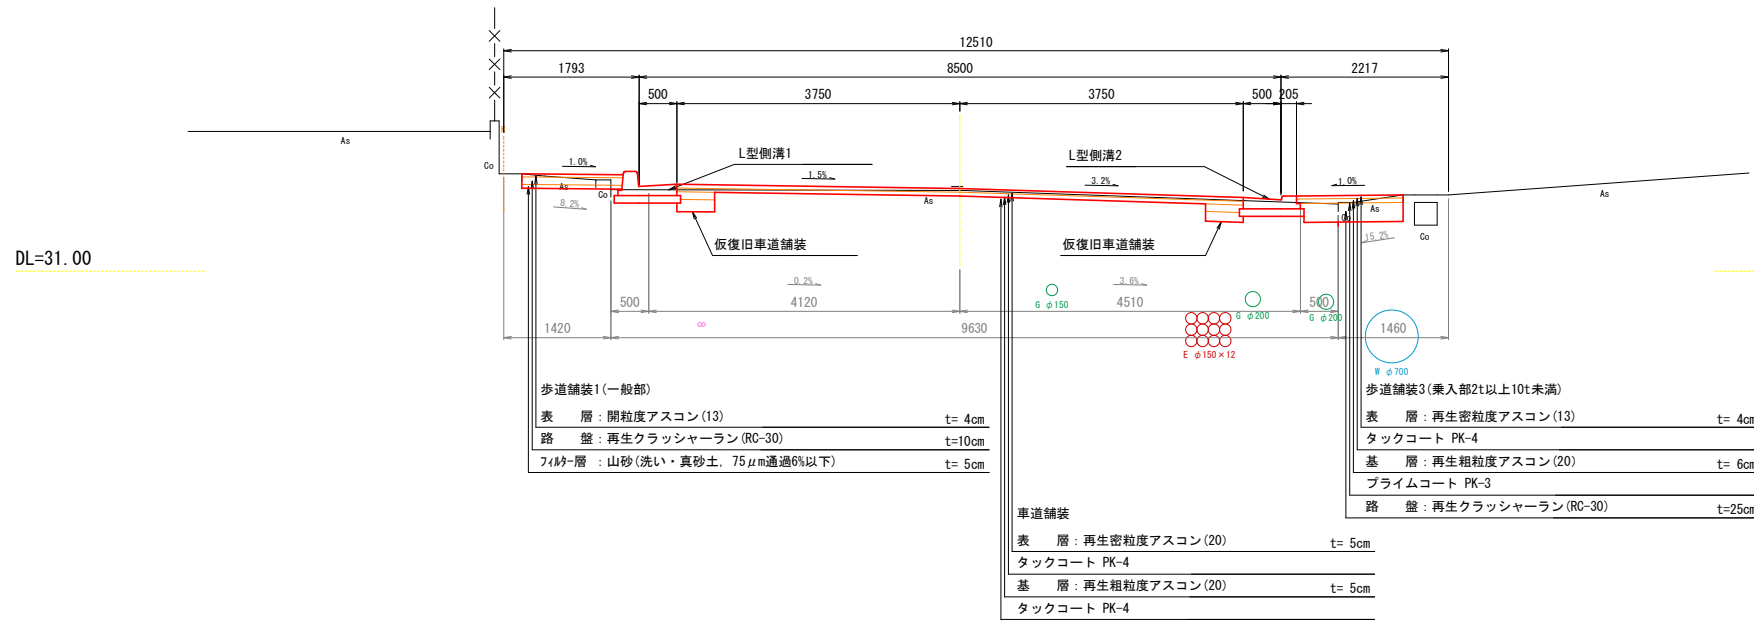 12510
1793 8500 2217
500 3750 3750 500 205
As
L型側溝1
L型側溝2
Co 1.0% 1.5% 3.2% 1.0%
As Co As Co As As
8.2% 15.2% Co
仮復旧車道舗装
仮復旧車道舗装
DL=31.00
0.2% 3.6%
500 4120 G φ150 4510 G φ200 500 G φ200
1420 9630 1460
E φ150×12
W φ700
歩道舗装1(一般部)
表 層:開粒度アスコン(13) t= 4cm
路 盤:再生クラッシャーラン(RC-30) t=10cm
フィルター層 :山砂(洗い・真砂土, 75μm通過6%以下) t= 5cm
歩道舗装3(乗入部2t以上10t未満)
表 層:再生密粒度アスコン(13) t= 4cm
タックコート PK-4
基 層:再生粗粒度アスコン(20) t= 6cm
プライムコート PK-3
路 盤:再生クラッシャーラン(RC-30) t=25cm
車道舗装
表 層:再生密粒度アスコン(20) t= 5cm
タックコート PK-4
基 層:再生粗粒度アスコン(20) t= 5cm
タックコート PK-4